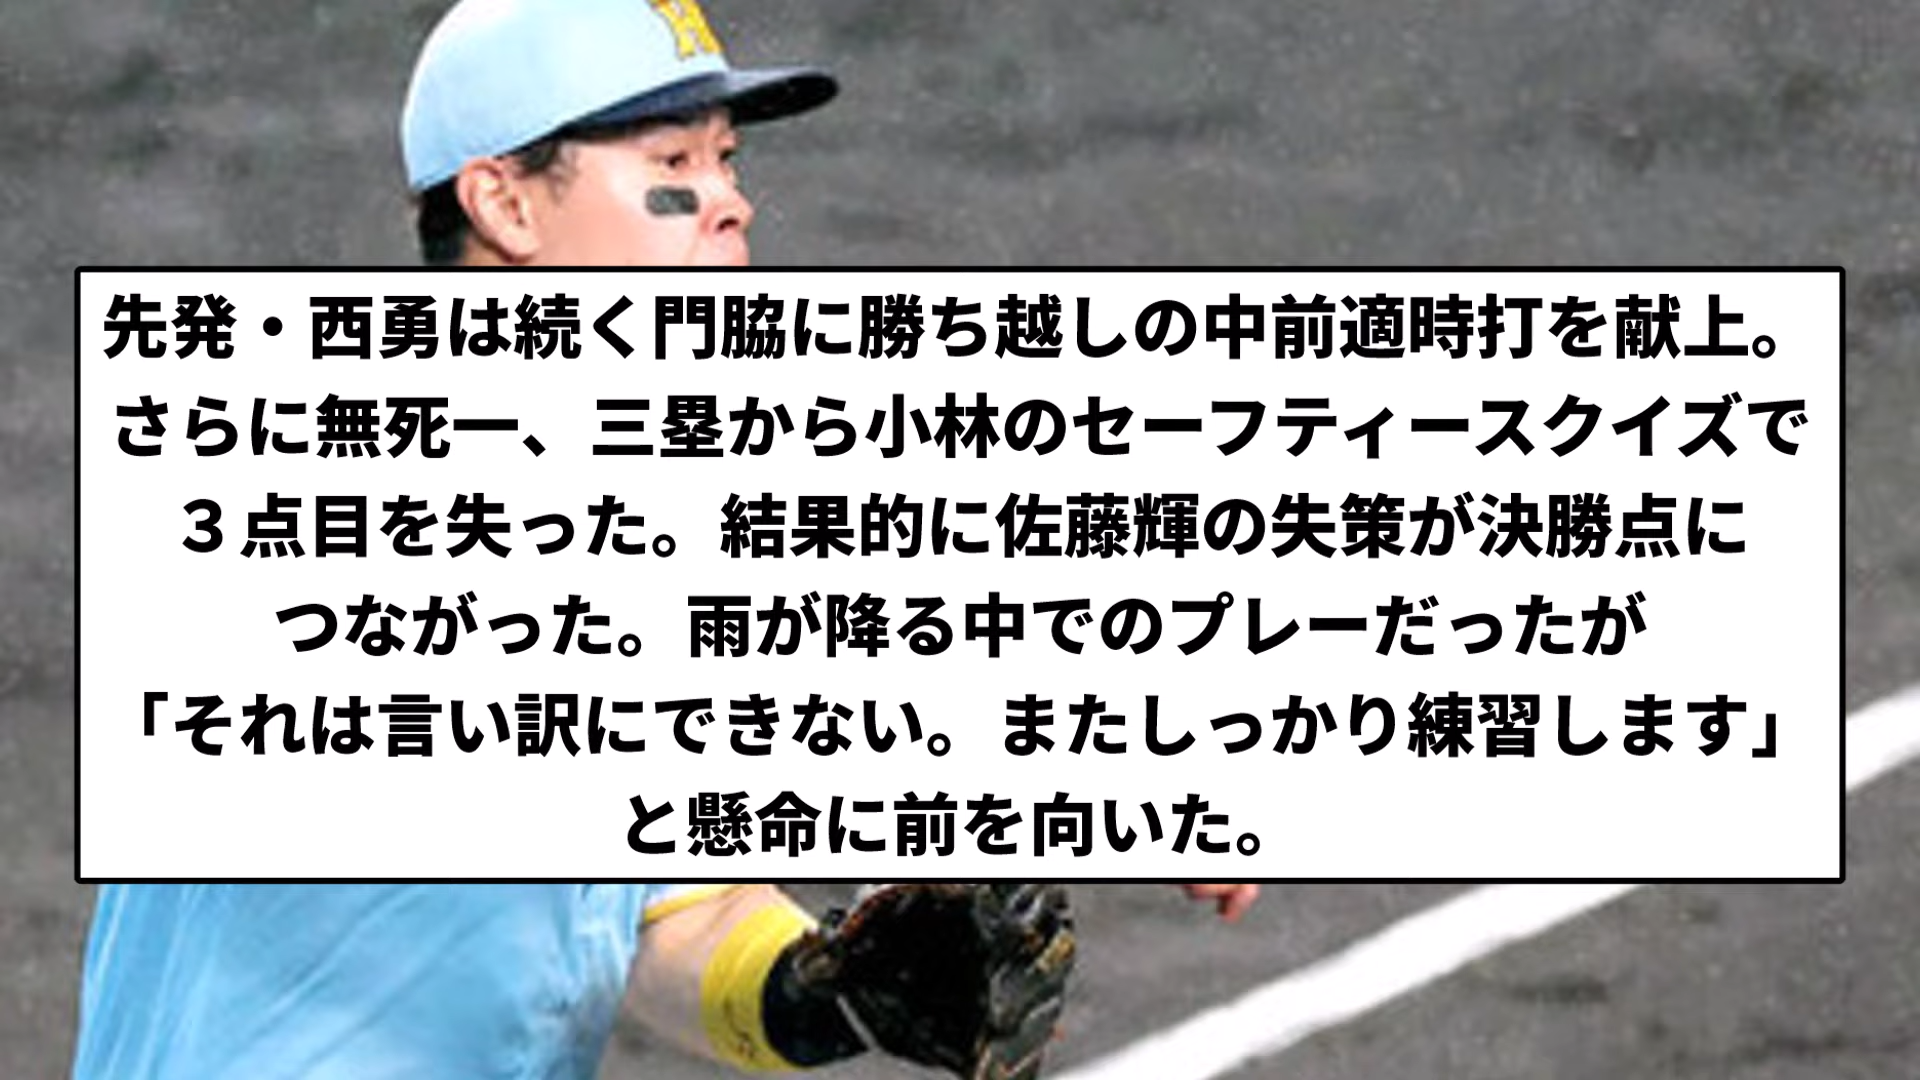 先発・西勇は続く門脇に勝ち越しの中前適時打を献上。
さらに無死一、三塁から小林のセーフティースクイズで
３点目を失った。結果的に佐藤輝の失策が決勝点に
つながった。雨が降る中でのプレーだったが
「それは言い訳にできない。またしっかり練習します」
と懸命に前を向いた。